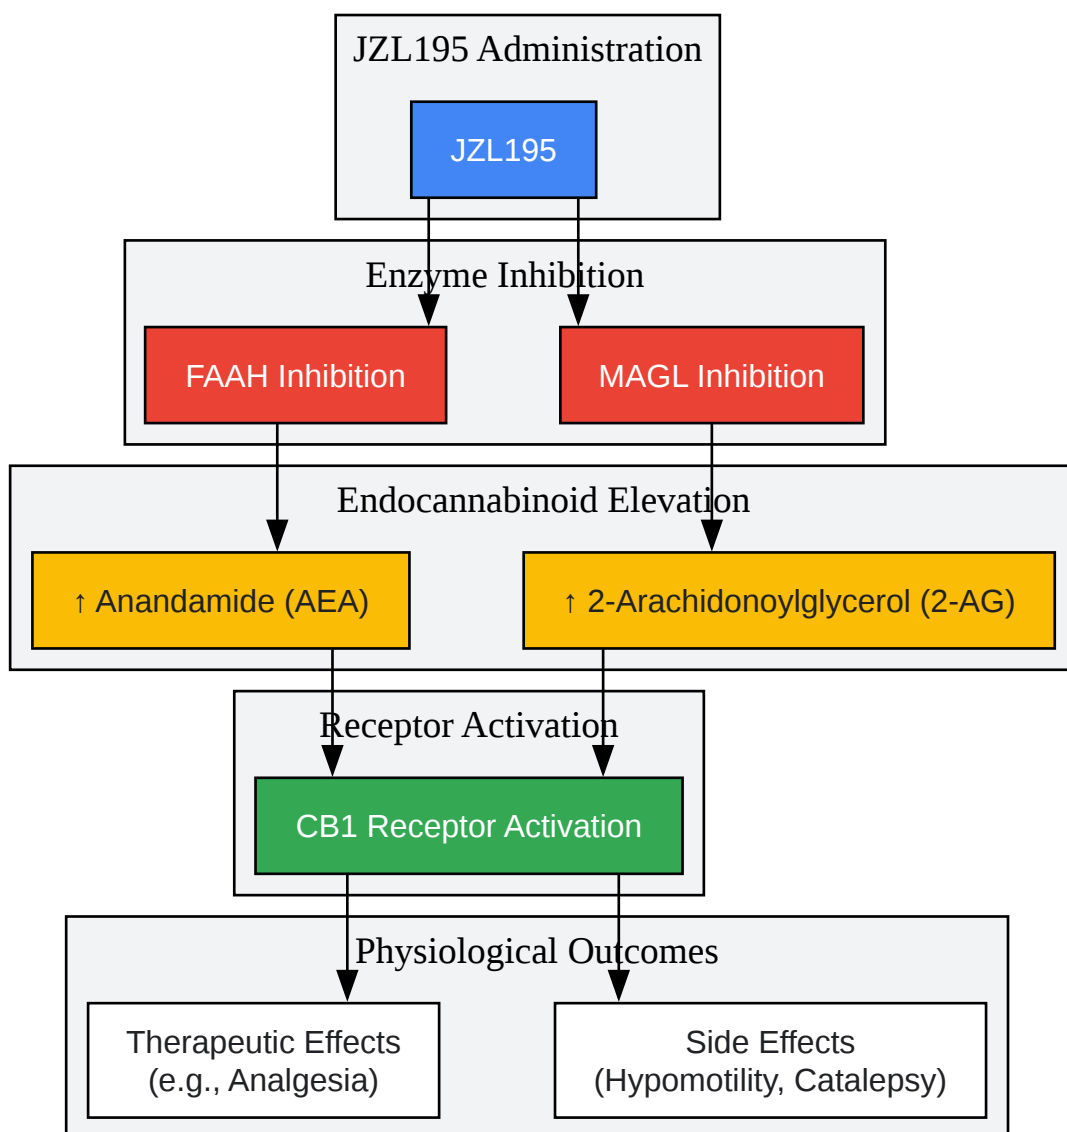 JZL195 Administration
JZL195
Enzyme Inhibition
FAAH Inhibition
MAGL Inhibition
Endocannabinoid Elevation
↑ Anandamide (AEA)
↑ 2-Arachidonoylglycerol (2-AG)
Receptor Activation
CB1 Receptor Activation
Physiological Outcomes
Therapeutic Effects
(e.g., Analgesia)
Side Effects
(Hypomotility, Catalepsy)